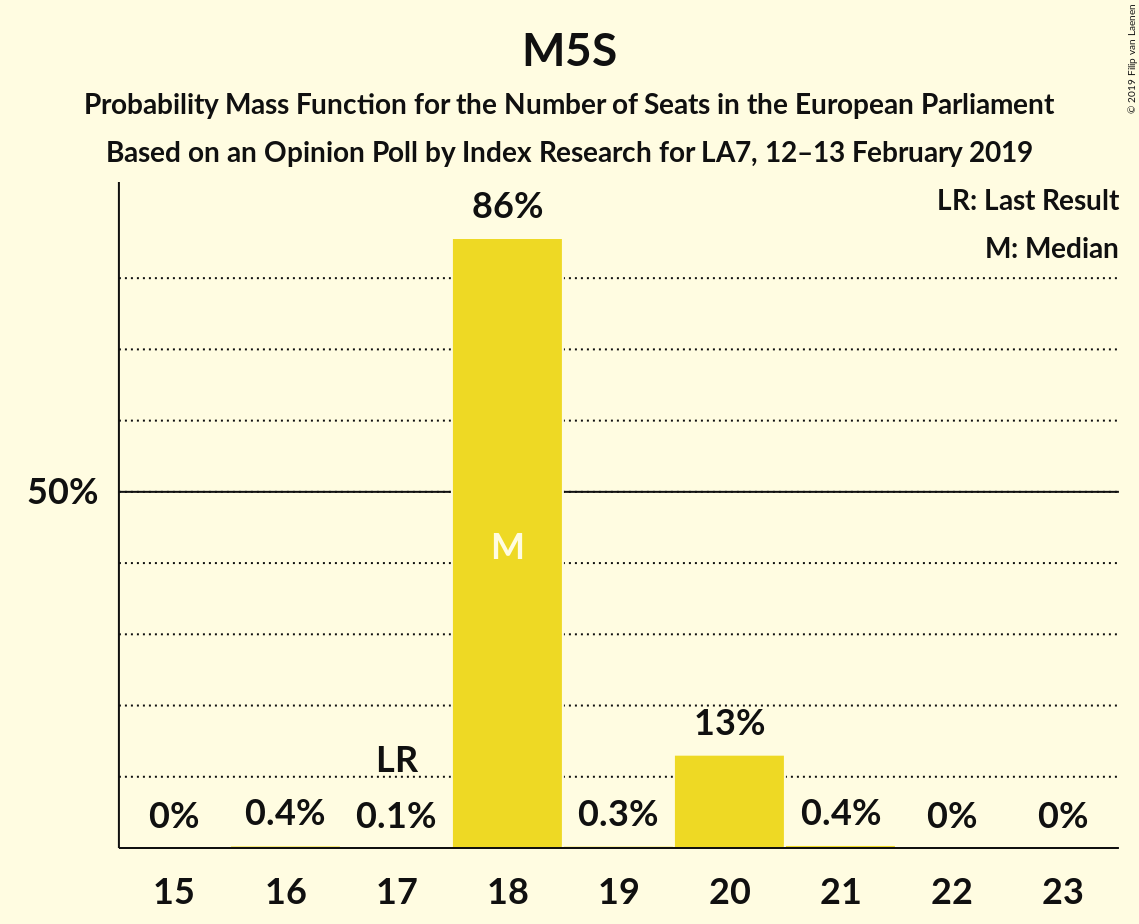 M5S
Probability Mass Function for the Number of Seats in the European Parliament
Based on an Opinion Poll by Index Research for LA7, 12–13 February 2019
© 2019 Filip van Laenen
LR: Last Result
M: Median
86%
50%
M
13%
LR
0% 0.4% 0.1% 0.3% 0.4% 0% 0%
15 16 17 18 19 20 21 22 23